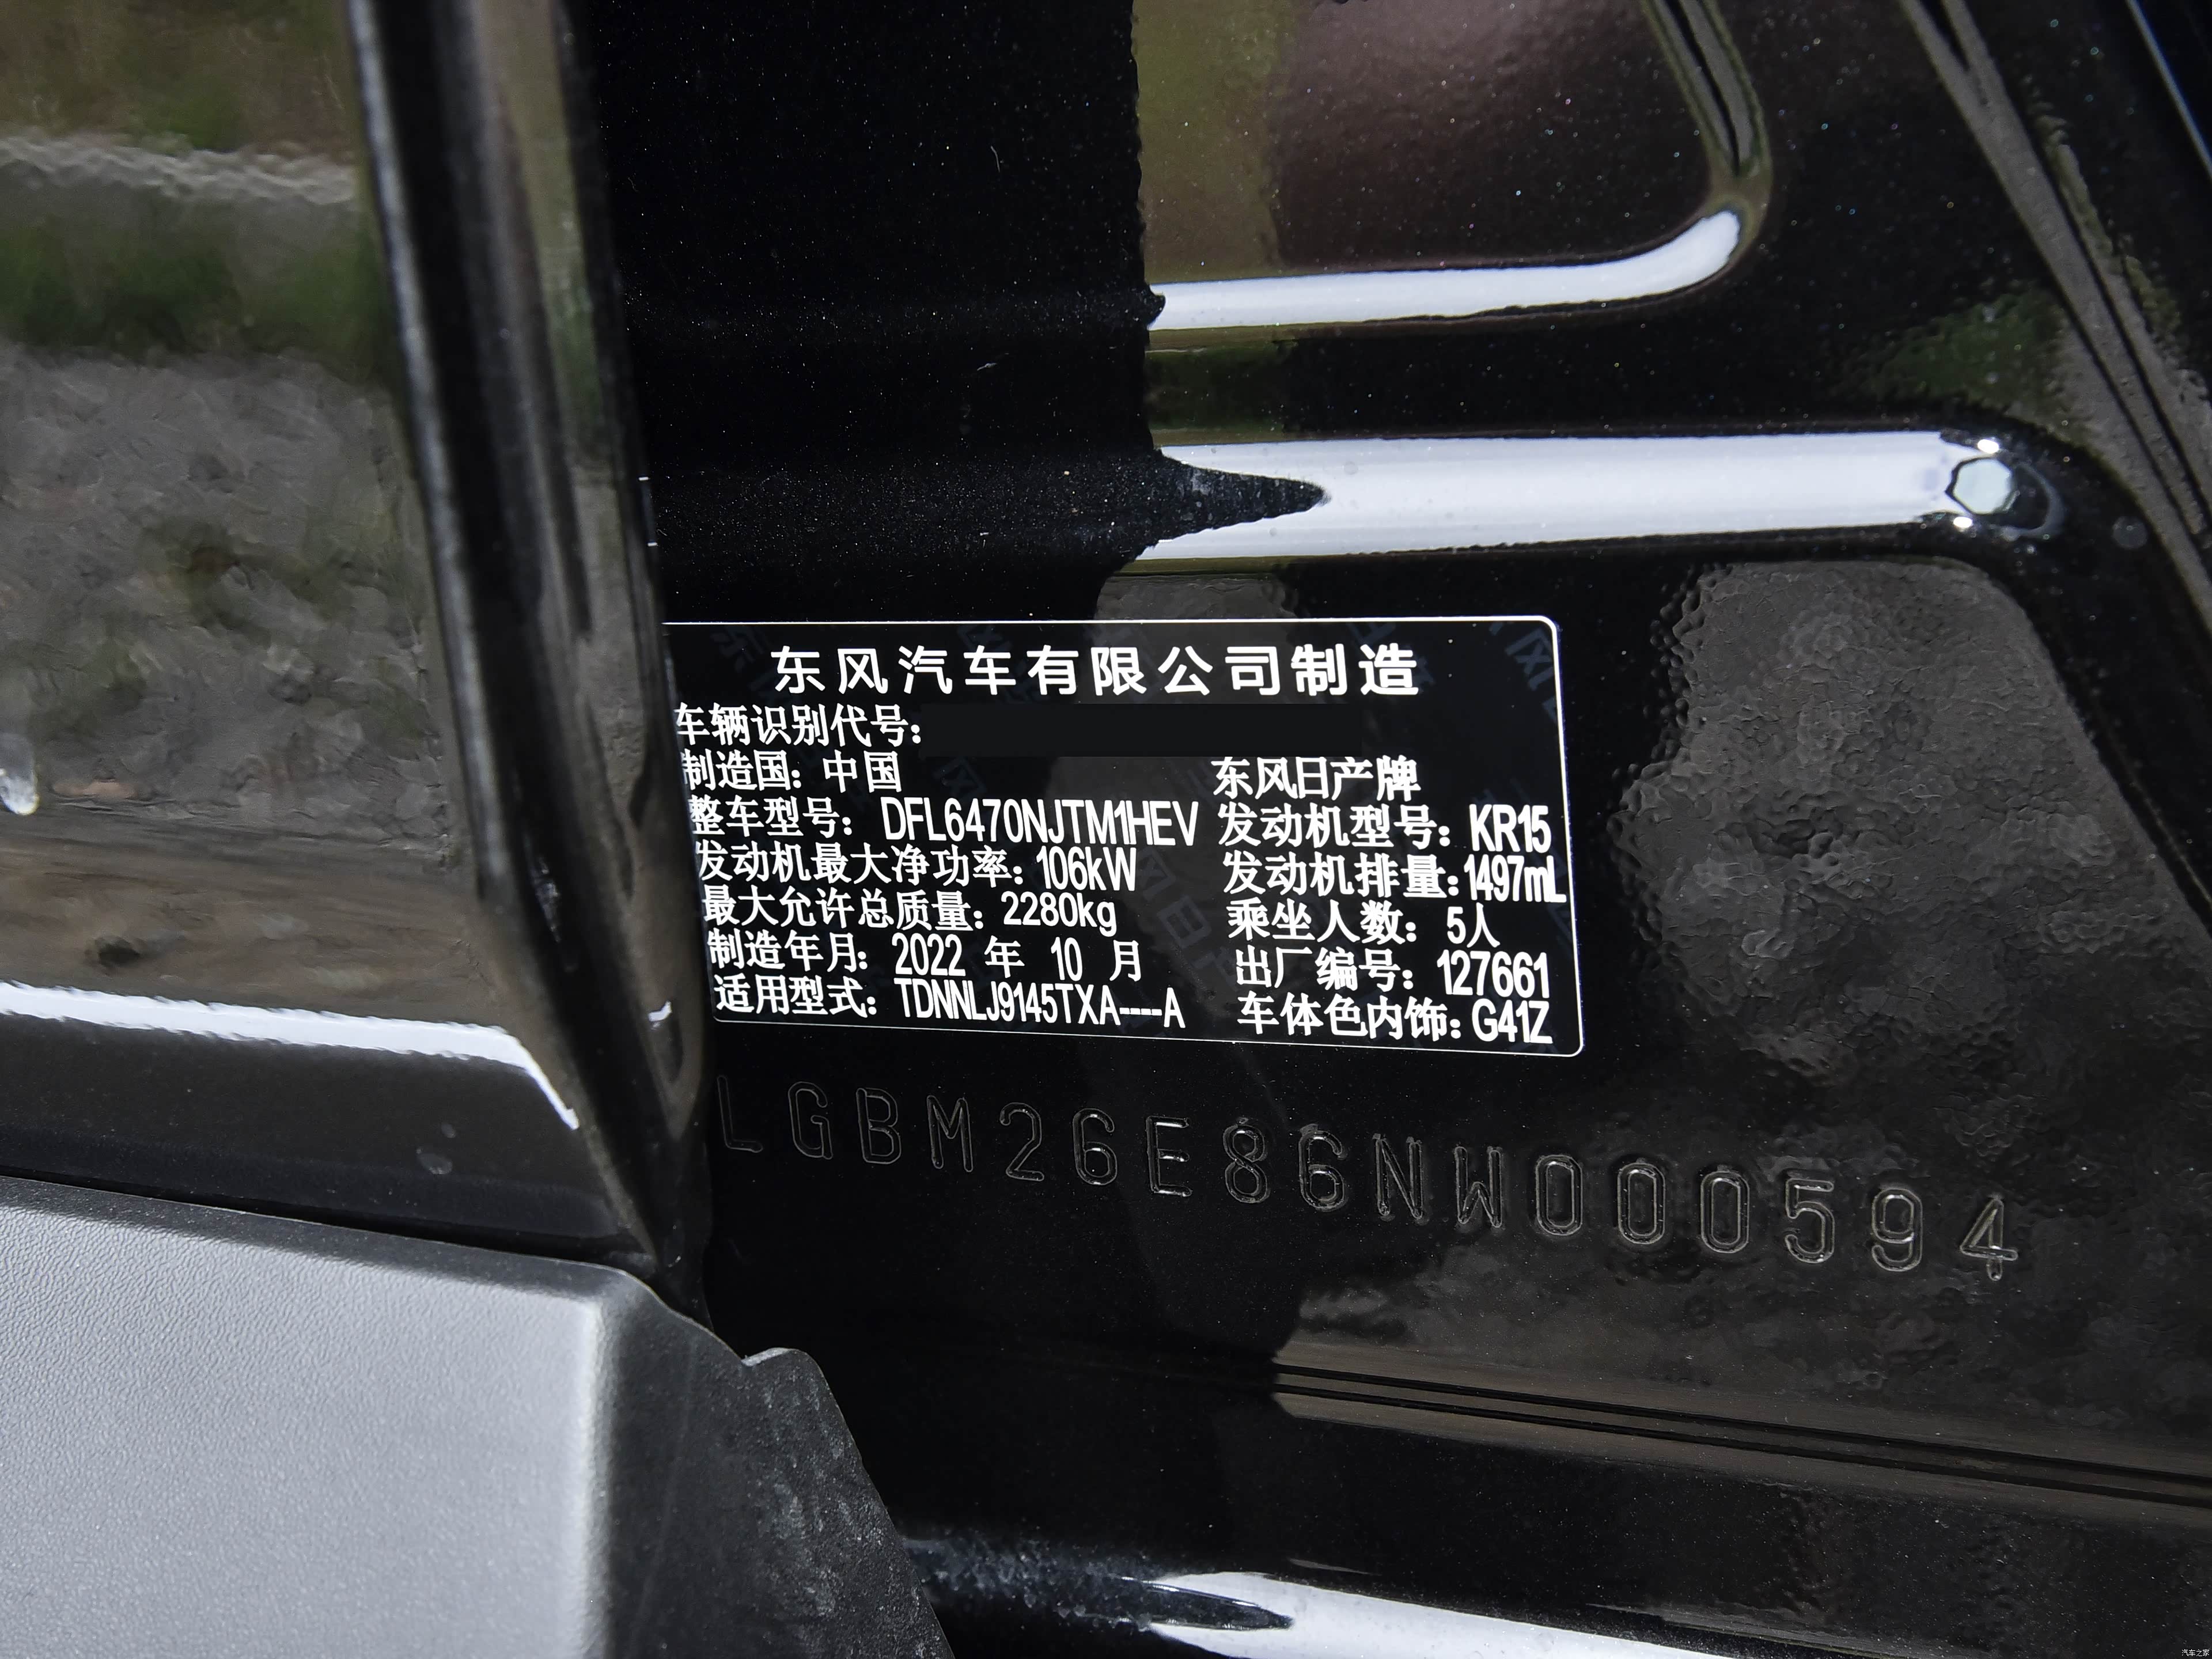 东风汽车有限公司制造
车辆识别代号：
制造国：中国 东风日产牌
整车型号：DFL6470NJTM1HEV 发动机型号：KR15
发动机最大净功率：106kW 发动机排量：1497mL
最大允许总质量：2280kg 乘坐人数：5人
制造年月：2022 年 10 月 出厂编号：127661
适用型式：TDNNLJ9145TXA----A 车体色内饰：G41Z
LGBM26E86NW000594
汽车之家